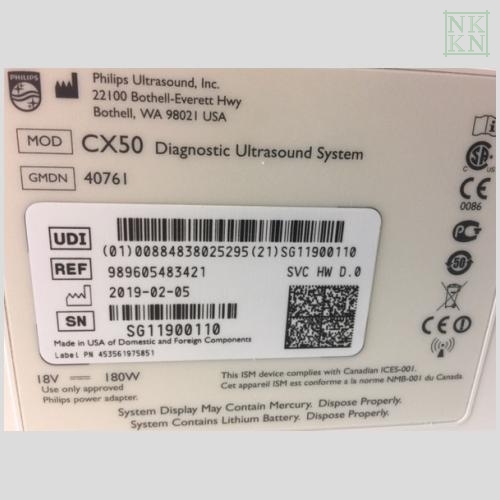 NK
KN
PHILIPS
Philips Ultrasound, Inc.
22100 Bothell-Everett Hwy
Bothell, WA 98021 USA
MOD CX50 Diagnostic Ultrasound System
GMDN 40761
C US
0086
UDI
(01)00884838025295(21)SG11900110
REF 989605483421 SVC HW D.0
2019-02-05
50
SN
SG11900110
Made in USA of Domestic and Foreign Components
Label PN 453561975851
18V 180W
Use only approved
Philips power adapter.
This ISM device complies with Canadian ICES-001.
Cet appareil ISM est conforme a la norme NMB-001 du Canada
System Display May Contain Mercury. Dispose Properly.
System Contains Lithium Battery. Dispose Properly.